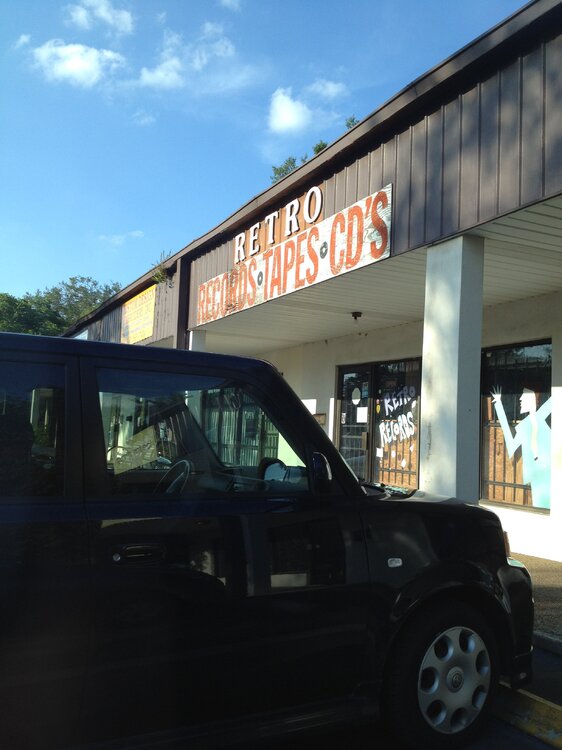 RETRO
RECORDS • TAPES • CD'S
RETRO
RECORDS